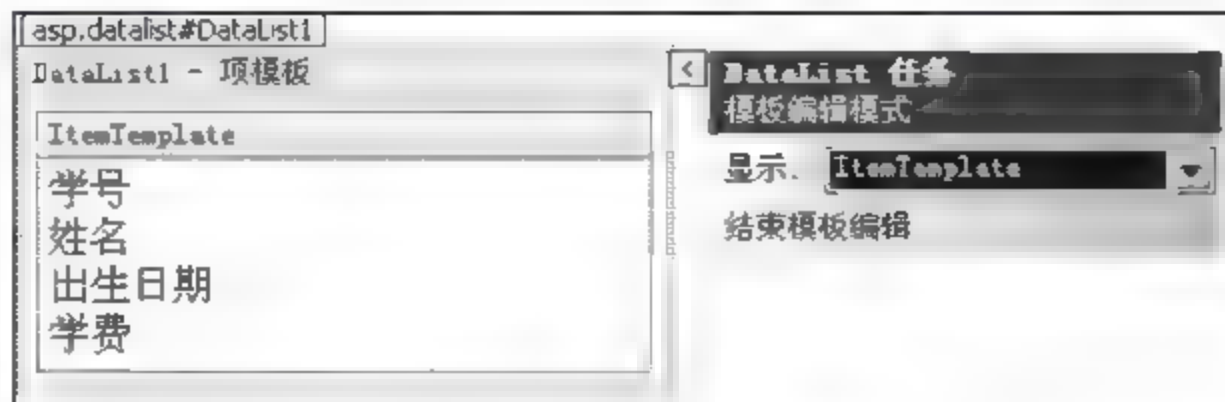 asp:datalist#DataList1
DataList1 - 项模板
ItemTemplate
学号
姓名
出生日期
学费
DataList 任务
模板编辑模式
显示: ItemTemplate
结束模板编辑